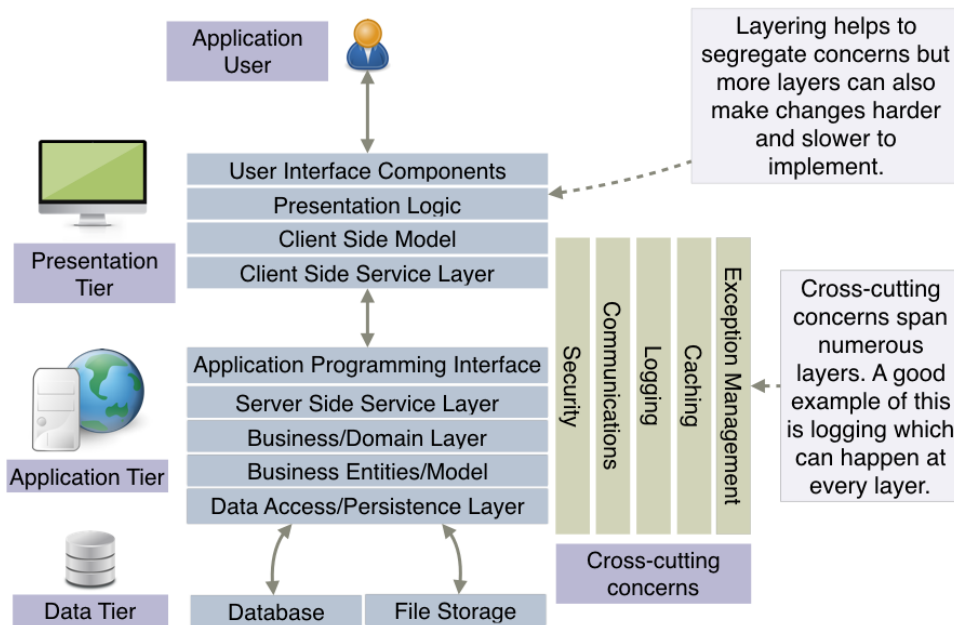 Application
User
Layering helps to
segregate concerns but
more layers can also
make changes harder
and slower to
implement.
User Interface Components
Presentation Logic
Client Side Model
Client Side Service Layer
Presentation
Tier
Application Programming Interface
Server Side Service Layer
Business/Domain Layer
Business Entities/Model
Data Access/Persistence Layer
Application Tier
Security
Communications
Logging
Caching
Exception Management
Cross-cutting
concerns span
numerous
layers. A good
example of this
is logging which
can happen at
every layer.
Cross-cutting
concerns
Data Tier
Database
File Storage